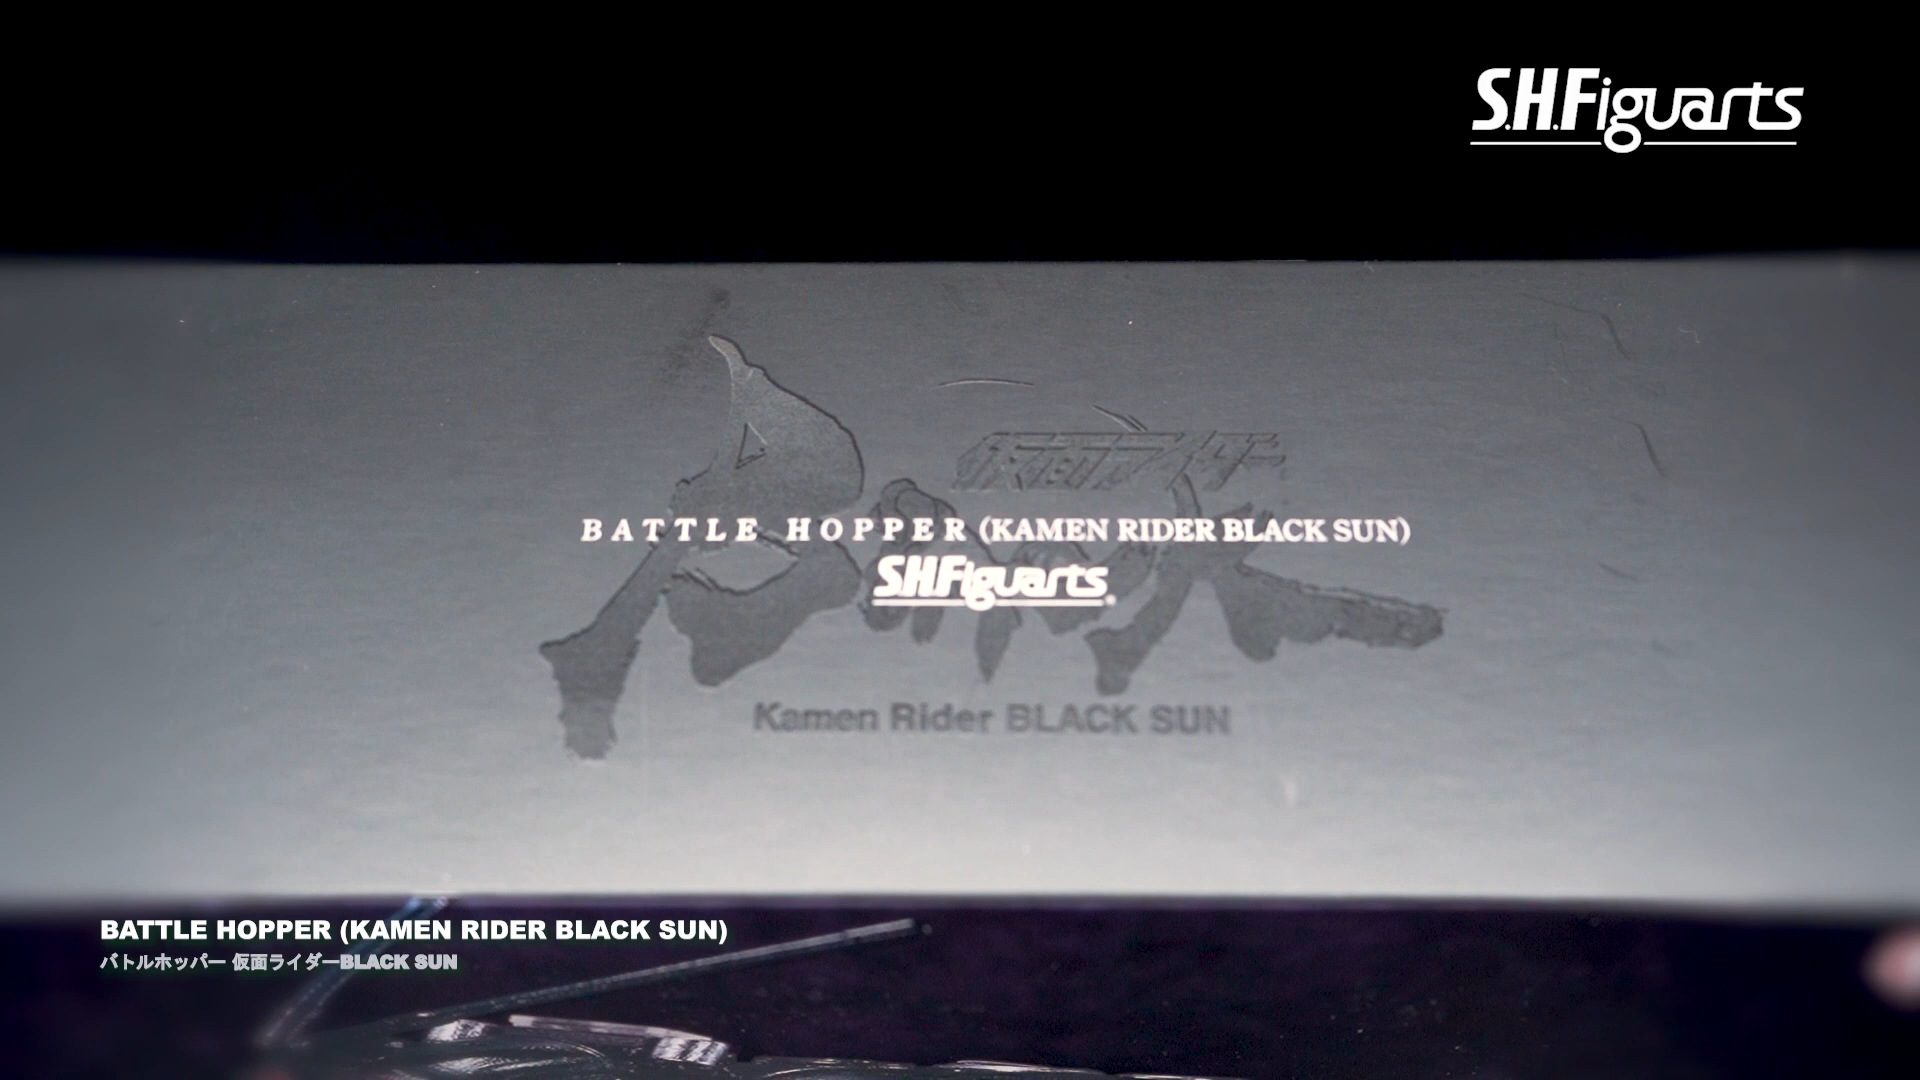 S.H.Figuarts
仮面ライダー
BLACK
BATTLE HOPPER (KAMEN RIDER BLACK SUN)
S.H.Figuarts
Kamen Rider BLACK SUN
BATTLE HOPPER (KAMEN RIDER BLACK SUN)
バトルホッパー 仮面ライダーBLACK SUN